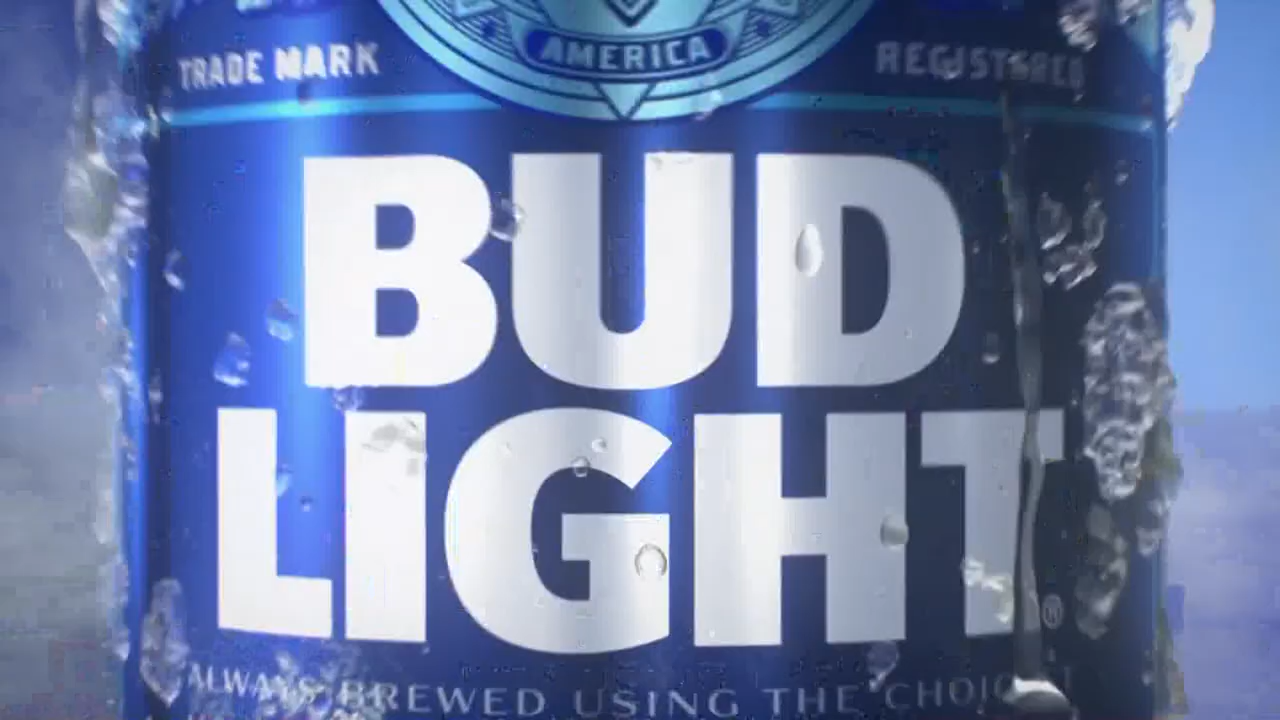 AMERICA
TRADE MARK REGISTERED
BUD
LIGHT
®
ALWAYS BREWED USING THE